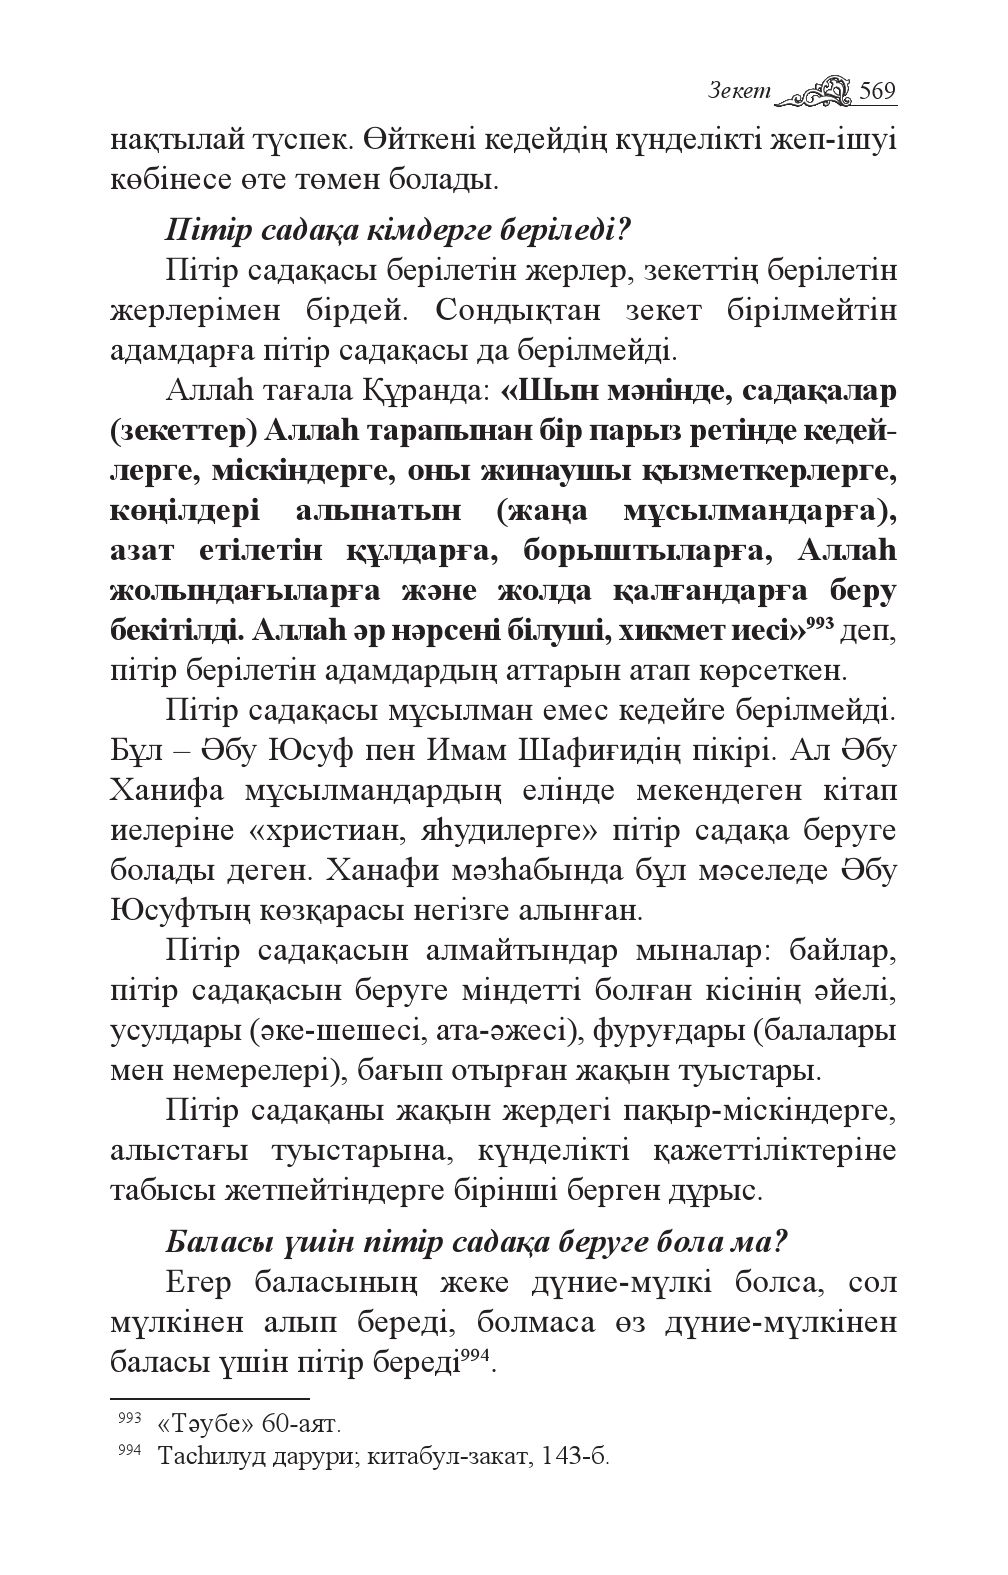 Зекет 569
нақтылай түспек. Өйткені кедейдің күнделікті жеп-ішуі
көбінесе өте төмен болады.
Пітір садақа кімдерге беріледі?
Пітір садақасы берілетін жерлер, зекеттің берілетін
жерлерімен бірдей. Сондықтан зекет бірілмейтін
адамдарға пітір садақасы да берілмейді.
Аллаһ тағала Құранда: «Шын мәнінде, садақалар
(зекеттер) Аллаһ тарапынан бір парыз ретінде кедей-
лерге, міскіндерге, оны жинаушы қызметкерлерге,
көңілдері алынатын (жаңа мұсылмандарға),
азат етілетін құлдарға, борыштыларға, Аллаһ
жолындағыларға және жолда қалғандарға беру
бекітілді. Аллаһ әр нәрсені білуші, хикмет иесі»993 деп,
пітір берілетін адамдардың аттарын атап көрсеткен.
Пітір садақасы мұсылман емес кедейге берілмейді.
Бұл – Әбу Юсуф пен Имам Шафиғидің пікірі. Ал Әбу
Ханифа мұсылмандардың елінде мекендеген кітап
иелеріне «христиан, яһудилерге» пітір садақа беруге
болады деген. Ханафи мәзһабында бұл мәселеде Әбу
Юсуфтың көзқарасы негізге алынған.
Пітір садақасын алмайтындар мыналар: байлар,
пітір садақасын беруге міндетті болған кісінің әйелі,
усулдары (әке-шешесі, ата-әжесі), фуруғдары (балалары
мен немерелері), бағып отырған жақын туыстары.
Пітір садақаны жақын жердегі пақыр-міскіндерге,
алыстағы туыстарына, күнделікті қажеттіліктеріне
табысы жетпейтіндерге бірінші берген дұрыс.
Баласы үшін пітір садақа беруге бола ма?
Егер баласының жеке дүние-мүлкі болса, сол
мүлкінен алып береді, болмаса өз дүние-мүлкінен
баласы үшін пітір береді994.
993 «Тәубе» 60-аят.
994 Тасһилуд дарури; китабул-закат, 143-б.